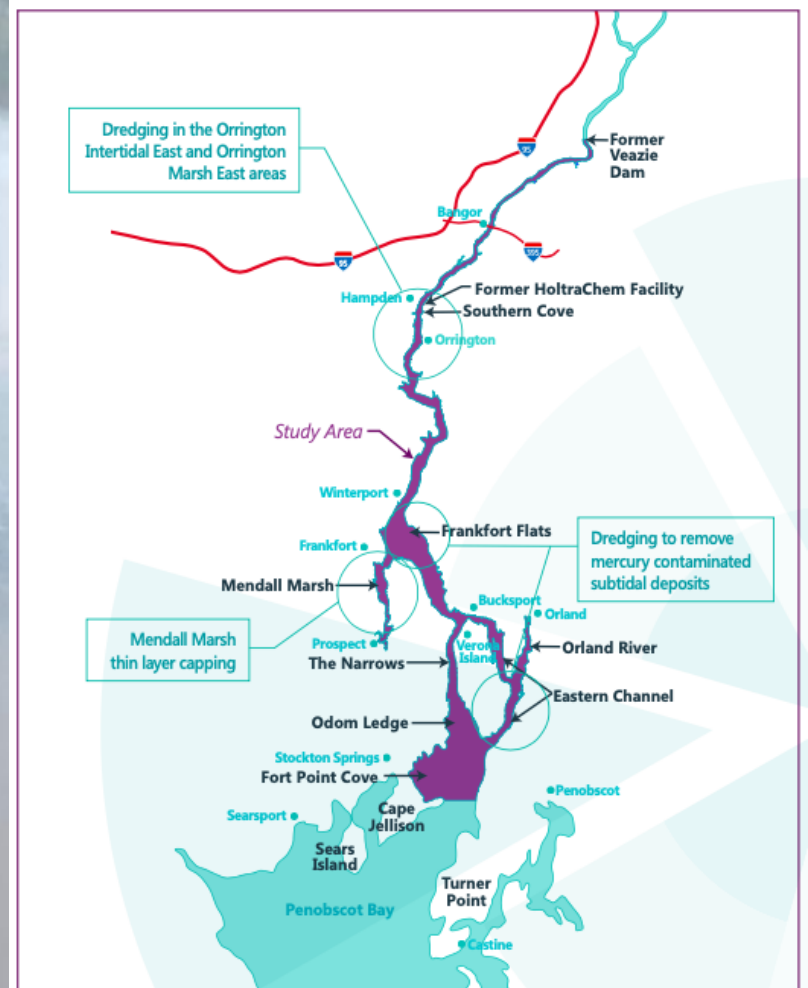 Dredging in the Orrington
Intertidal East and Orrington
Marsh East areas
95
Former
Veazie
Dam
Bangor
95
395
Hampden
Former HoltraChem Facility
Southern Cove
Orrington
Study Area
Winterport
Frankfort Flats
Dredging to remove
mercury contaminated
subtidal deposits
Frankfort
Mendall Marsh
Bucksport
Orland
Mendall Marsh
thin layer capping
Prospect
Verona
Island
Orland River
The Narrows
Eastern Channel
Odom Ledge
Stockton Springs
Fort Point Cove
Penobscot
Searsport
Cape
Jellison
Sears
Island
Turner
Point
Penobscot Bay
Castine